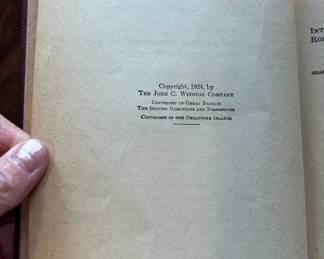 Copyright, 1924, by
The John C. Winston Company
Copyright in Great Britain
The British Dominions and Possessions
Copyright in the Philippine Islands